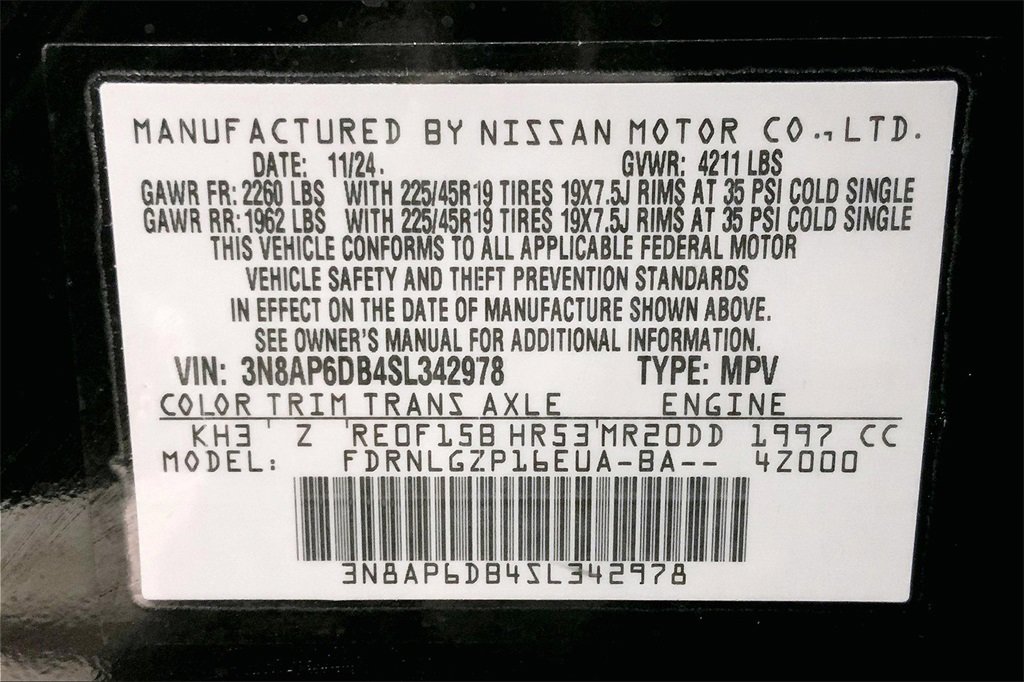 MANUFACTURED BY NISSAN MOTOR CO., LTD.
DATE: 11/24. GVWR: 4211 LBS
GAWR FR: 2260 LBS WITH 225/45R19 TIRES 19X7.5J RIMS AT 35 PSI COLD SINGLE
GAWR RR: 1962 LBS WITH 225/45R19 TIRES 19X7.5J RIMS AT 35 PSI COLD SINGLE
THIS VEHICLE CONFORMS TO ALL APPLICABLE FEDERAL MOTOR
VEHICLE SAFETY AND THEFT PREVENTION STANDARDS
IN EFFECT ON THE DATE OF MANUFACTURE SHOWN ABOVE.
SEE OWNER'S MANUAL FOR ADDITIONAL INFORMATION.
VIN: 3N8AP6DB4SL342978 TYPE: MPV
COLOR TRIM TRANS AXLE ENGINE
KH3 ' Z 'RE0F15B HR53'MR20DD 1997 CC
MODEL: FDRNLGZP16EUA-BA-- 4Z000
3N8AP6DB4SL342978